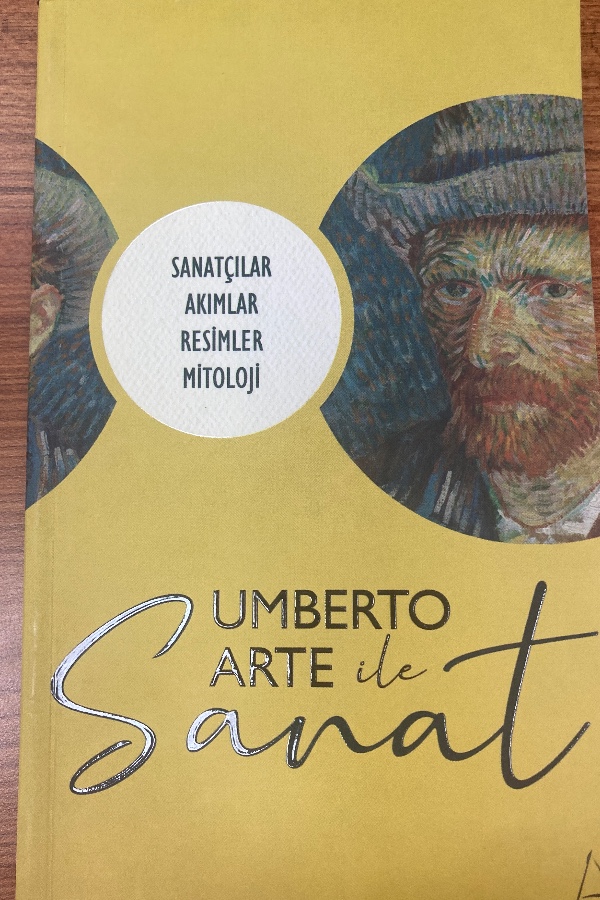 SANATÇILAR
AKIMLAR
RESİMLER
MİTOLOJİ
UMBERTO
ARTE ile
Sanat